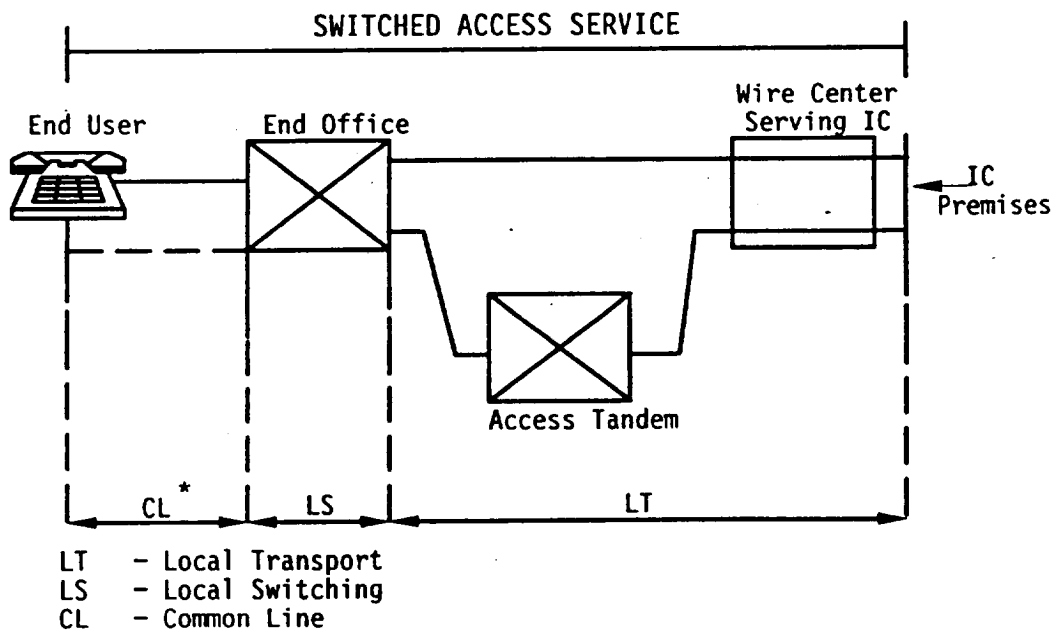 SWITCHED ACCESS SERVICE
Wire Center
Serving IC
End User
End Office
IC
Premises
Access Tandem
CL *
LS
LT
LT - Local Transport
LS - Local Switching
CL - Common Line